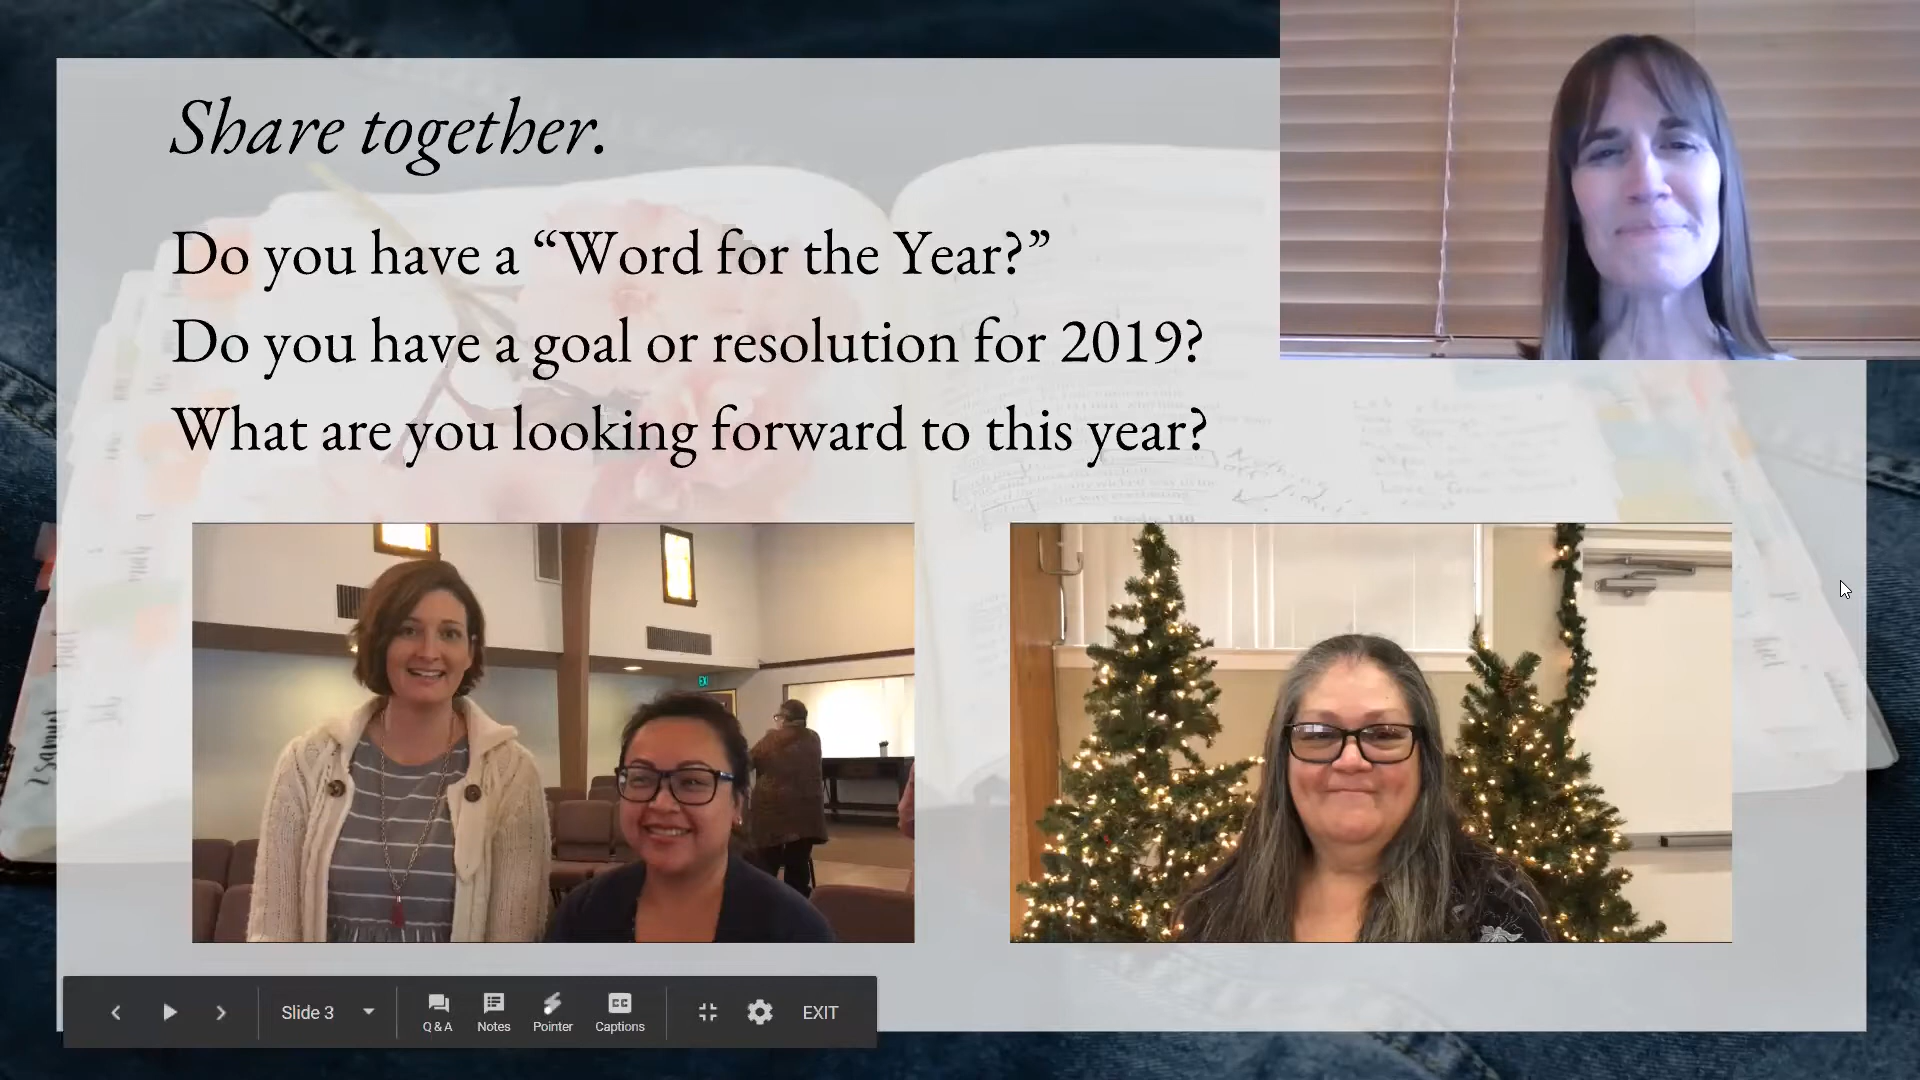 Share together.
Do you have a “Word for the Year?”
Do you have a goal or resolution for 2019?
What are you looking forward to this year?
Slide 3
Q&A
Notes
Pointer
CC
Captions
EXIT